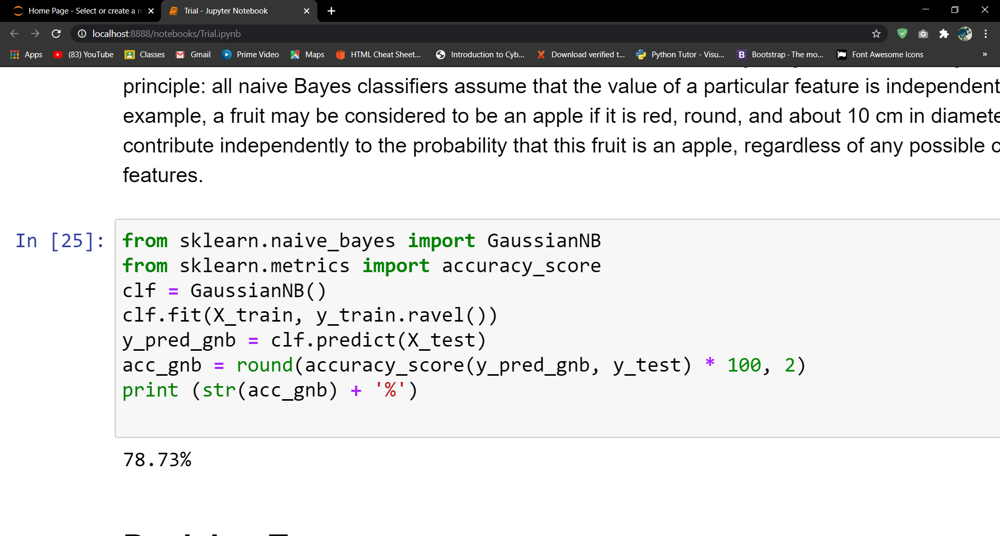 Home Page - Select or create a n
Trial - Jupyter Notebook
localhost:8888/notebooks/Trial.ipynb
Apps
(83) YouTube
Classes
Gmail
Prime Video
Maps
HTML Cheat Sheet...
Introduction to Cyb...
Download verified t...
Python Tutor - Visu...
B Bootstrap · The mo...
Font Awesome Icons
»
principle: all naive Bayes classifiers assume that the value of a particular feature is independent
example, a fruit may be considered to be an apple if it is red, round, and about 10 cm in diamete
contribute independently to the probability that this fruit is an apple, regardless of any possible c
features.
In [25]:
from sklearn.naive_bayes import GaussianNB
from sklearn.metrics import accuracy_score
clf = GaussianNB()
clf.fit(X_train, y_train.ravel())
y_pred_gnb = clf.predict(X_test)
acc_gnb = round(accuracy_score(y_pred_gnb, y_test) * 100, 2)
print (str(acc_gnb) + '%')
78.73%